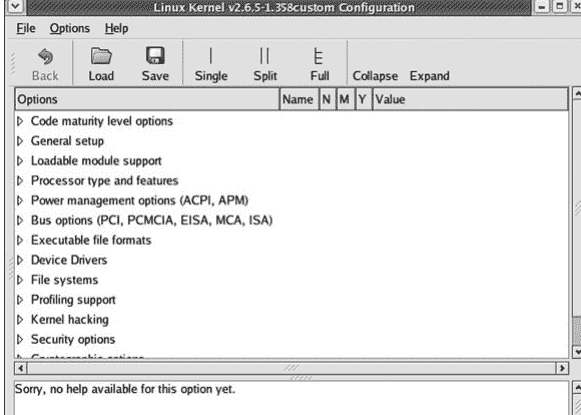 Linux Kernel v2.6.5-1.358custom Configuration
File Options Help
Back Load Save Single Split Full Collapse Expand
Options Name N M Y Value
Code maturity level options
General setup
Loadable module support
Processor type and features
Power management options (ACPI, APM)
Bus options (PCI, PCMCIA, EISA, MCA, ISA)
Executable file formats
Device Drivers
File systems
Profiling support
Kernel hacking
Security options
Sorry, no help available for this option yet.